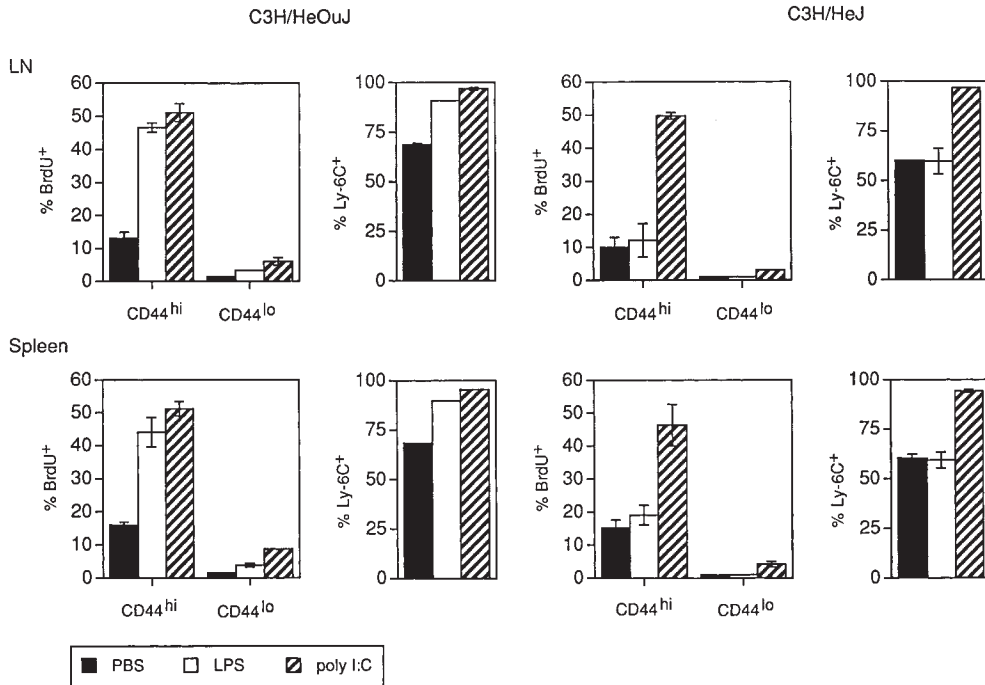 C3H/HeOuJ
C3H/HeJ
LN
% BrdU+
60
50
40
30
20
10
0
CD44hi
CD44lo
% Ly-6C+
100
75
50
25
0
% BrdU+
60
50
40
30
20
10
0
CD44hi
CD44lo
% Ly-6C+
100
75
50
25
0
Spleen
% BrdU+
60
50
40
30
20
10
0
CD44hi
CD44lo
% Ly-6C+
100
75
50
25
0
% BrdU+
60
50
40
30
20
10
0
CD44hi
CD44lo
% Ly-6C+
100
75
50
25
0
PBS
LPS
poly I:C